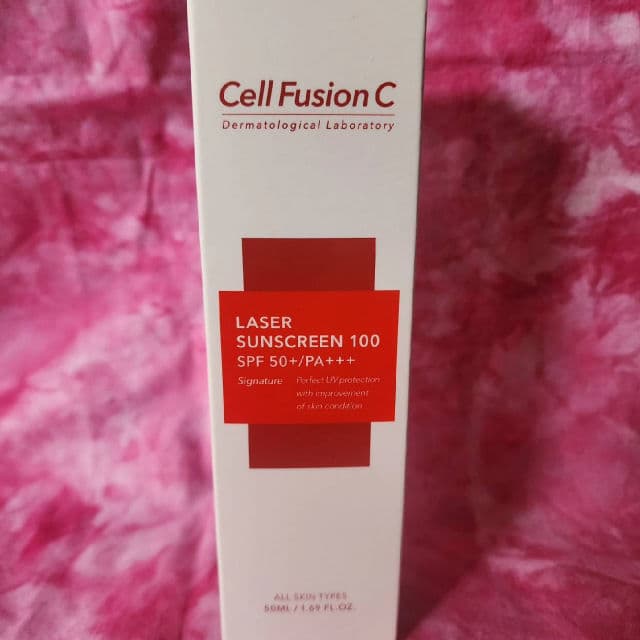 Cell Fusion C
Dermatological Laboratory
LASER
SUNSCREEN 100
SPF 50+/PA+++
Signature Perfect UV protection
with improvement
of skin condition
ALL SKIN TYPES
50ML / 1.69 FL.OZ.